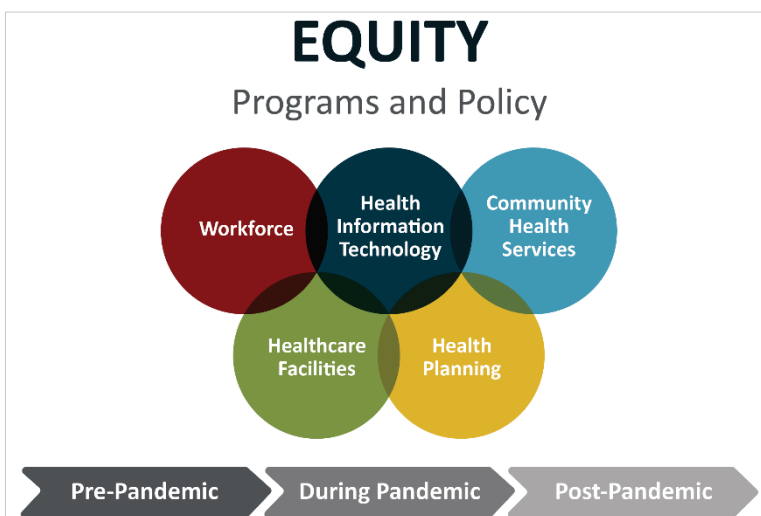 EQUITY
Programs and Policy
Workforce
Health
Information
Technology
Community
Health
Services
Healthcare
Facilities
Health
Planning
Pre-Pandemic
During Pandemic
Post-Pandemic